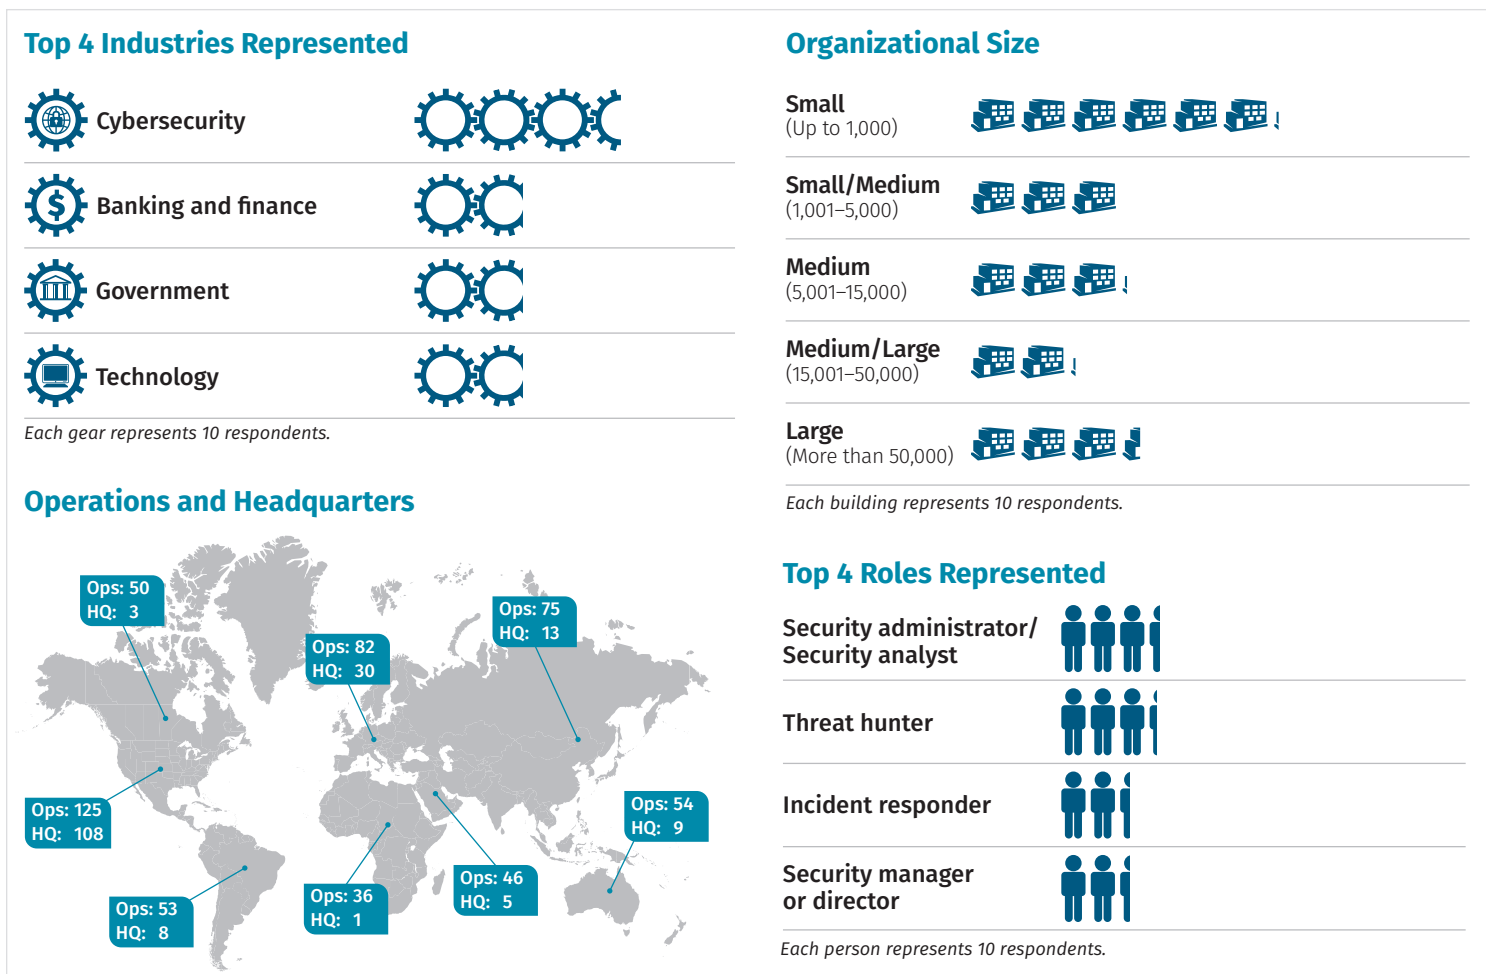 Top 4 Industries Represented
Cybersecurity
$
Banking and finance
Government
Technology
Each gear represents 10 respondents.
Operations and Headquarters
Ops: 50
HQ: 3
Ops: 82
HQ: 30
Ops: 75
HQ: 13
Ops: 125
HQ: 108
Ops: 54
HQ: 9
Ops: 46
HQ: 5
Ops: 36
HQ: 1
Ops: 53
HQ: 8
Organizational Size
Small
(Up to 1,000)
Small/Medium
(1,001–5,000)
Medium
(5,001–15,000)
Medium/Large
(15,001–50,000)
Large
(More than 50,000)
Each building represents 10 respondents.
Top 4 Roles Represented
Security administrator/
Security analyst
Threat hunter
Incident responder
Security manager
or director
Each person represents 10 respondents.